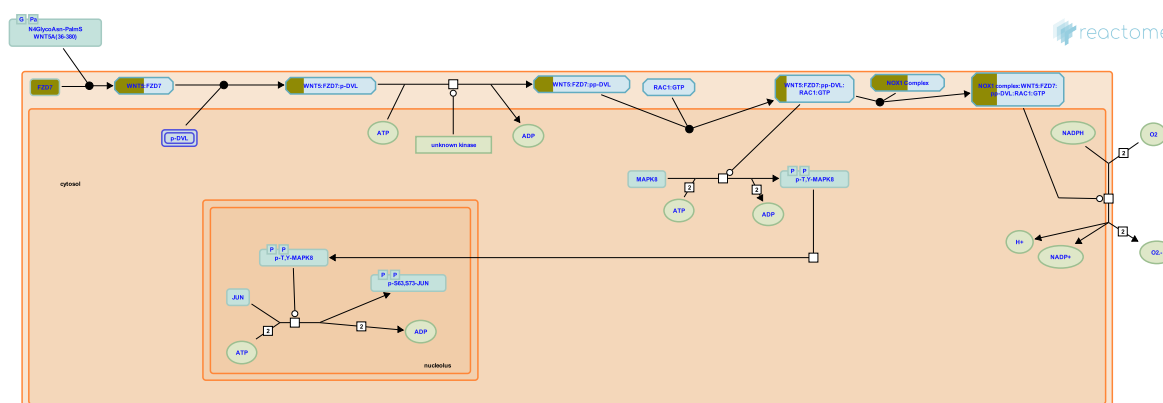 G Pa
N4GlycoAsn-PalmS
WNT5A(36-380)
reactome
FZD7
WNT5:FZD7
WNT5:FZD7:p-DVL
WNT5:FZD7:pp-DVL
RAC1:GTP
WNT5:FZD7:pp-DVL:
RAC1:GTP
NOX1 Complex
NOX1 complex:WNT5:FZD7:
pp-DVL:RAC1:GTP
p-DVL
ATP
unknown kinase
ADP
NADPH
O2
2
cytosol
MAPK8
P P
p-T,Y-MAPK8
2
2
ATP
ADP
2
H+
NADP+
O2.-
P P
p-T,Y-MAPK8
P P
p-S63,S73-JUN
JUN
2
2
ATP
ADP
nucleolus